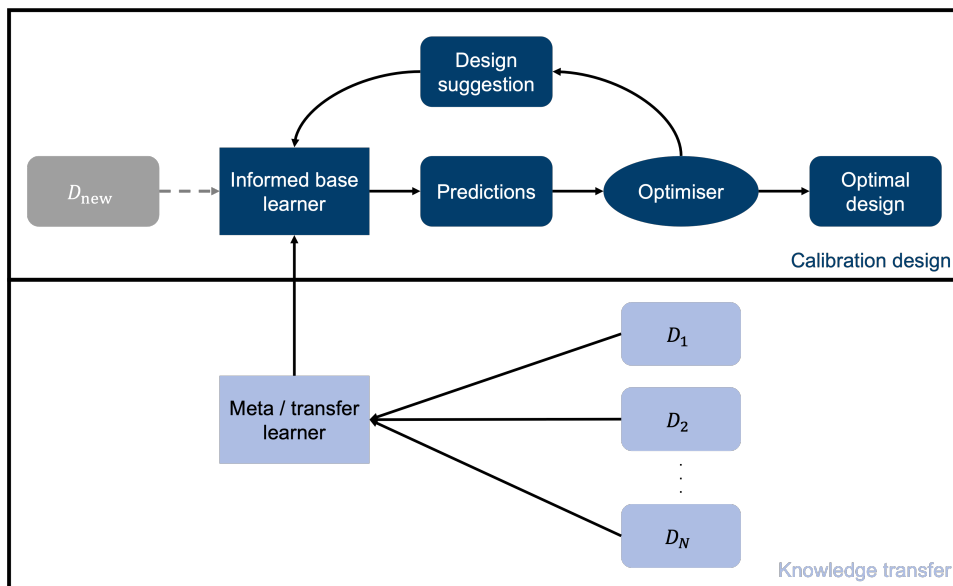 Design
suggestion
D_new
Informed base
learner
Predictions
Optimiser
Optimal
design
Calibration design
D_1
Meta / transfer
learner
D_2
D_N
Knowledge transfer